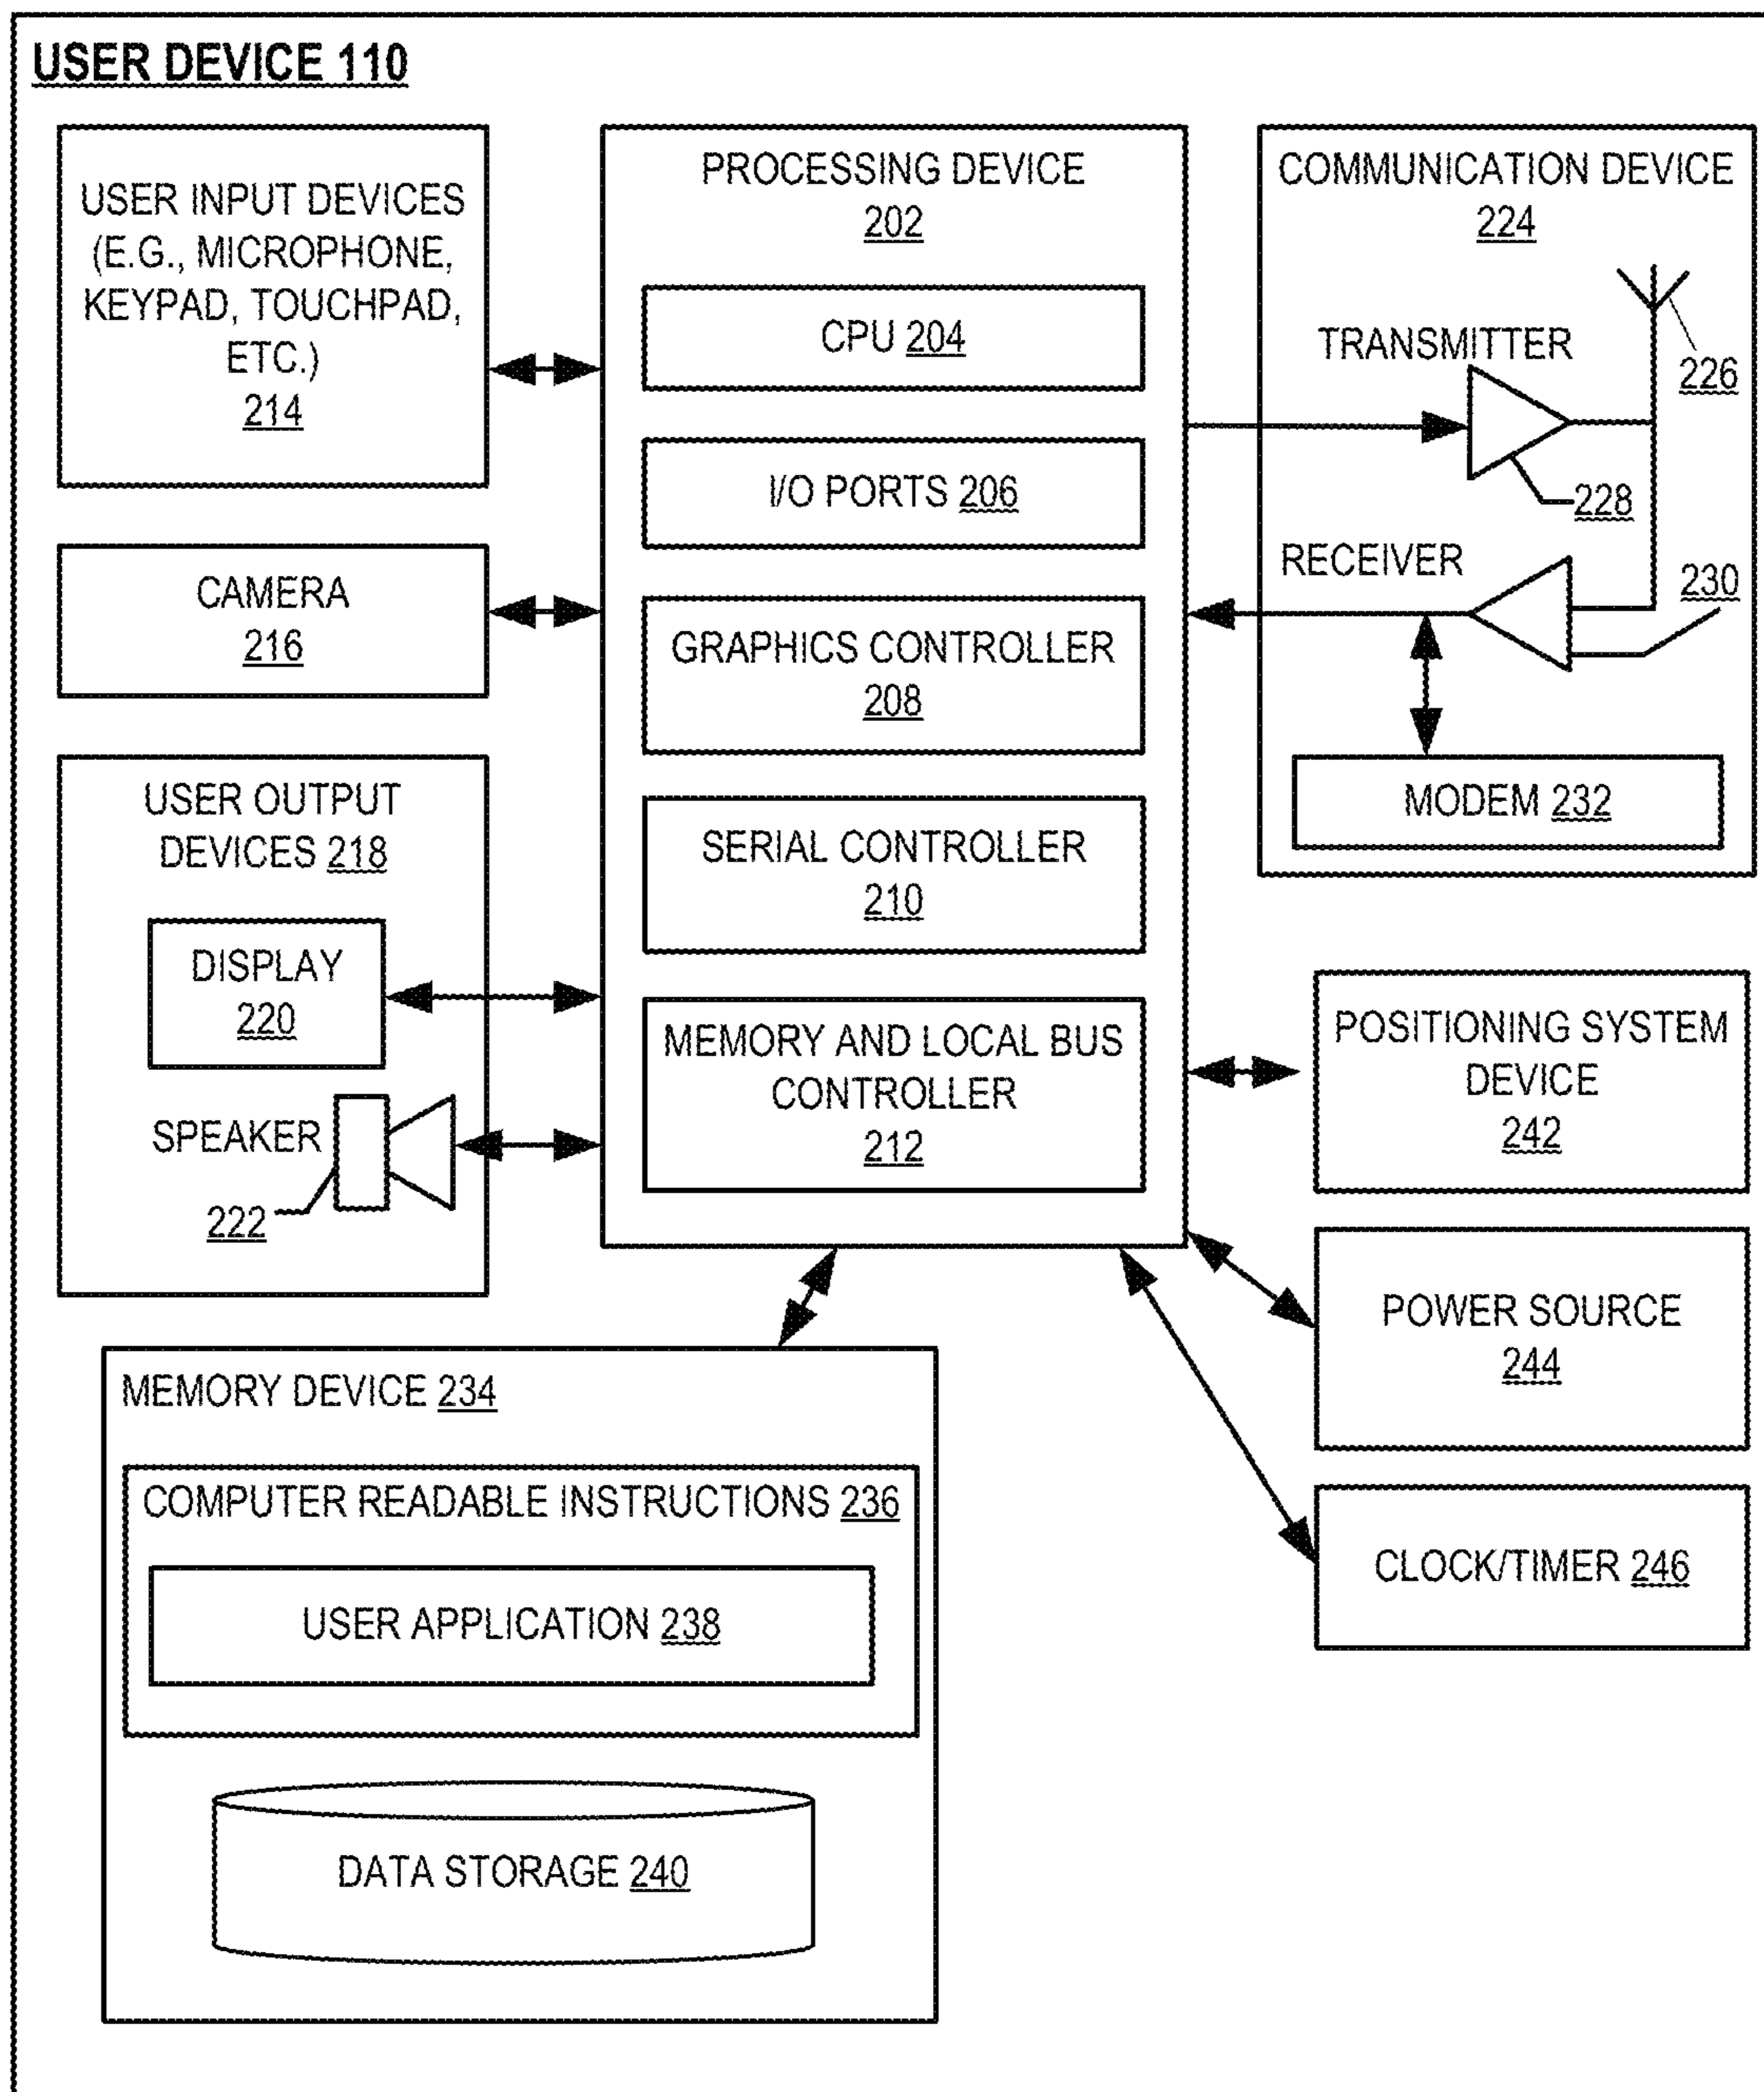 USER DEVICE 110
USER INPUT DEVICES
(E.G., MICROPHONE,
KEYPAD, TOUCHPAD,
ETC.)
214
CAMERA
216
USER OUTPUT
DEVICES 218
DISPLAY
220
SPEAKER
222
PROCESSING DEVICE
202
CPU 204
I/O PORTS 206
GRAPHICS CONTROLLER
208
SERIAL CONTROLLER
210
MEMORY AND LOCAL BUS
CONTROLLER
212
COMMUNICATION DEVICE
224
TRANSMITTER
226
228
RECEIVER
230
MODEM 232
POSITIONING SYSTEM
DEVICE
242
POWER SOURCE
244
CLOCK/TIMER 246
MEMORY DEVICE 234
COMPUTER READABLE INSTRUCTIONS 236
USER APPLICATION 238
DATA STORAGE 240